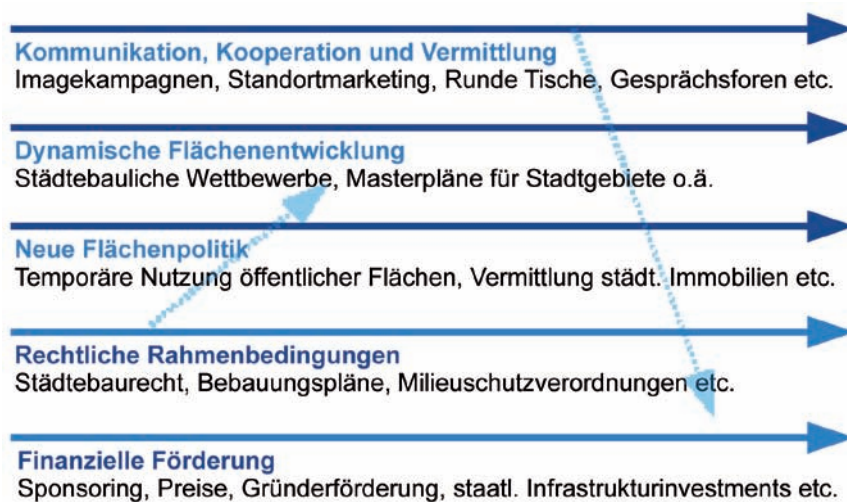 Kommunikation, Kooperation und Vermittlung
Imagekampagnen, Standortmarketing, Runde Tische, Gesprächsforen etc.
Dynamische Flächenentwicklung
Städtebauliche Wettbewerbe, Masterpläne für Stadtgebiete o.ä.
Neue Flächenpolitik
Temporäre Nutzung öffentlicher Flächen, Vermittlung städt. Immobilien etc.
Rechtliche Rahmenbedingungen
Städtebaurecht, Bebauungspläne, Milieuschutzverordnungen etc.
Finanzielle Förderung
Sponsoring, Preise, Gründerförderung, staatl. Infrastrukturinvestments etc.